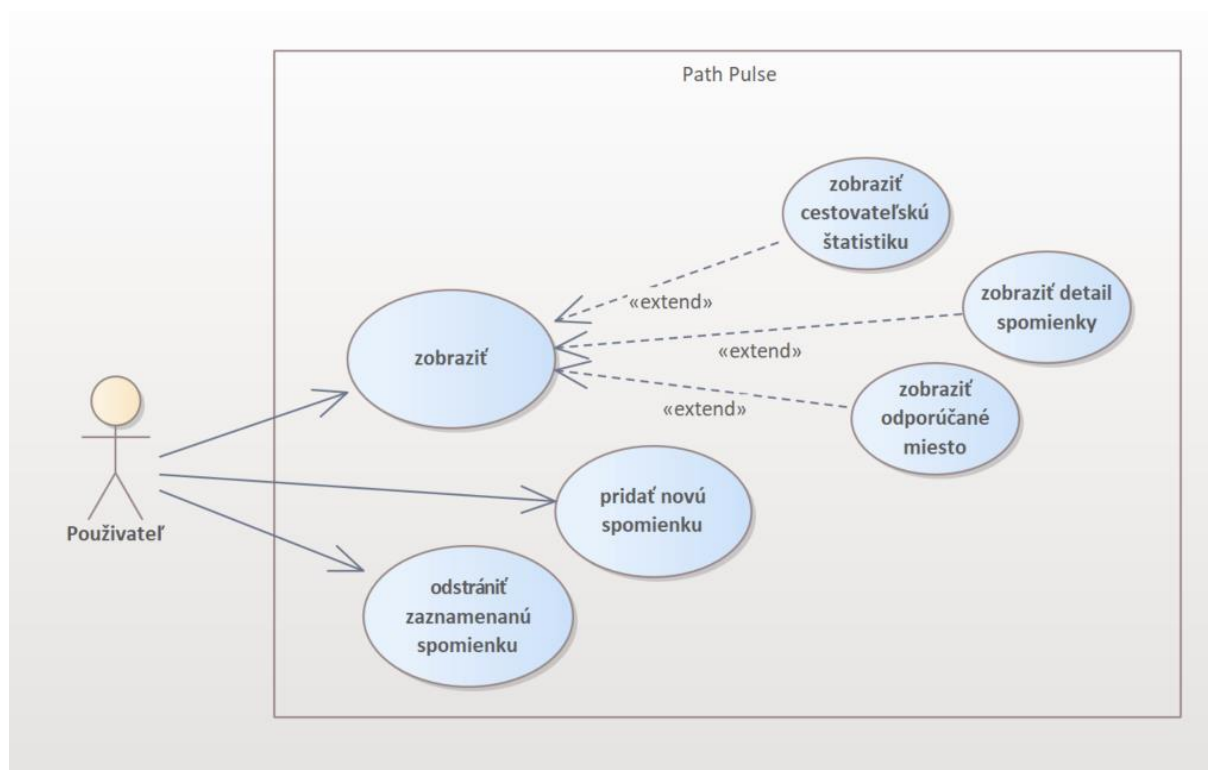 Path Pulse
zobraziť
cestovateľskú
štatistiku
zobraziť detail
spomienky
«extend»
zobraziť
«extend»
zobraziť
odporúčané
miesto
«extend»
pridať novú
spomienku
Používateľ
odstrániť
zaznamenanú
spomienku